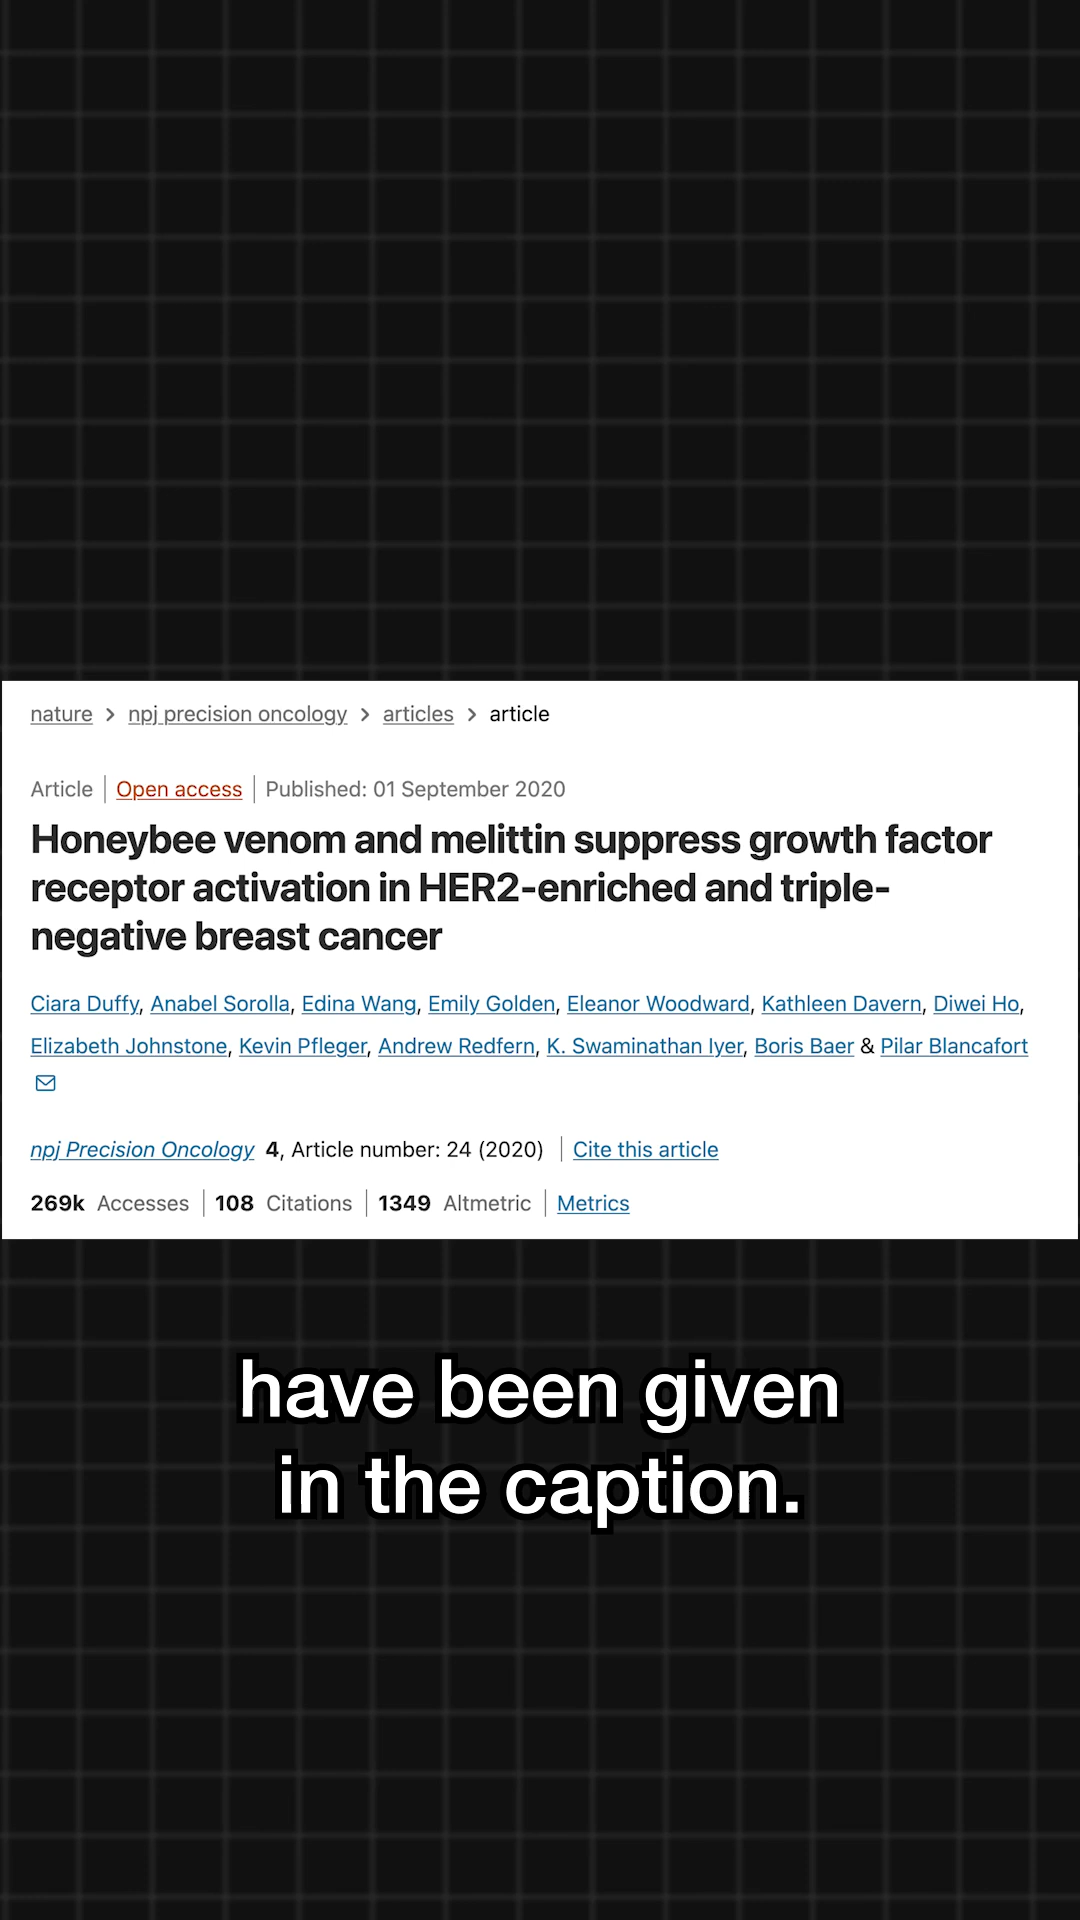 nature > npj precision oncology > articles > article
Article | Open access | Published: 01 September 2020
Honeybee venom and melittin suppress growth factor
receptor activation in HER2-enriched and triple-
negative breast cancer
Ciara Duffy, Anabel Sorolla, Edina Wang, Emily Golden, Eleanor Woodward, Kathleen Davern, Diwei Ho,
Elizabeth Johnstone, Kevin Pfleger, Andrew Redfern, K. Swaminathan Iyer, Boris Baer & Pilar Blancafort
npj Precision Oncology 4, Article number: 24 (2020) | Cite this article
269k Accesses | 108 Citations | 1349 Altmetric | Metrics
have been given
in the caption.